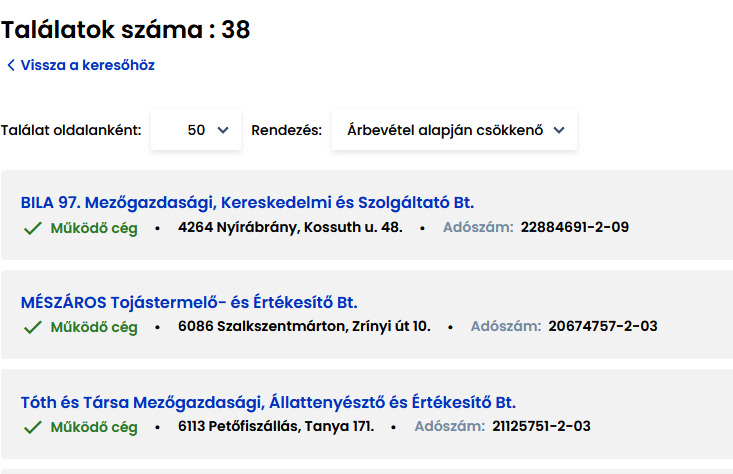 Találatok száma : 38
Vissza a keresőhöz
Találat oldalanként: 50 Rendezés: Árbevétel alapján csökkenő
BILA 97. Mezőgazdasági, Kereskedelmi és Szolgáltató Bt.
Működő cég • 4264 Nyírábrány, Kossuth u. 48. • Adószám: 22884691-2-09
MÉSZÁROS Tojástermelő- és Értékesítő Bt.
Működő cég • 6086 Szalkszentmárton, Zrínyi út 10. • Adószám: 20674757-2-03
Tóth és Társa Mezőgazdasági, Állattenyésztő és Értékesítő Bt.
Működő cég • 6113 Petőfiszállás, Tanya 171. • Adószám: 21125751-2-03